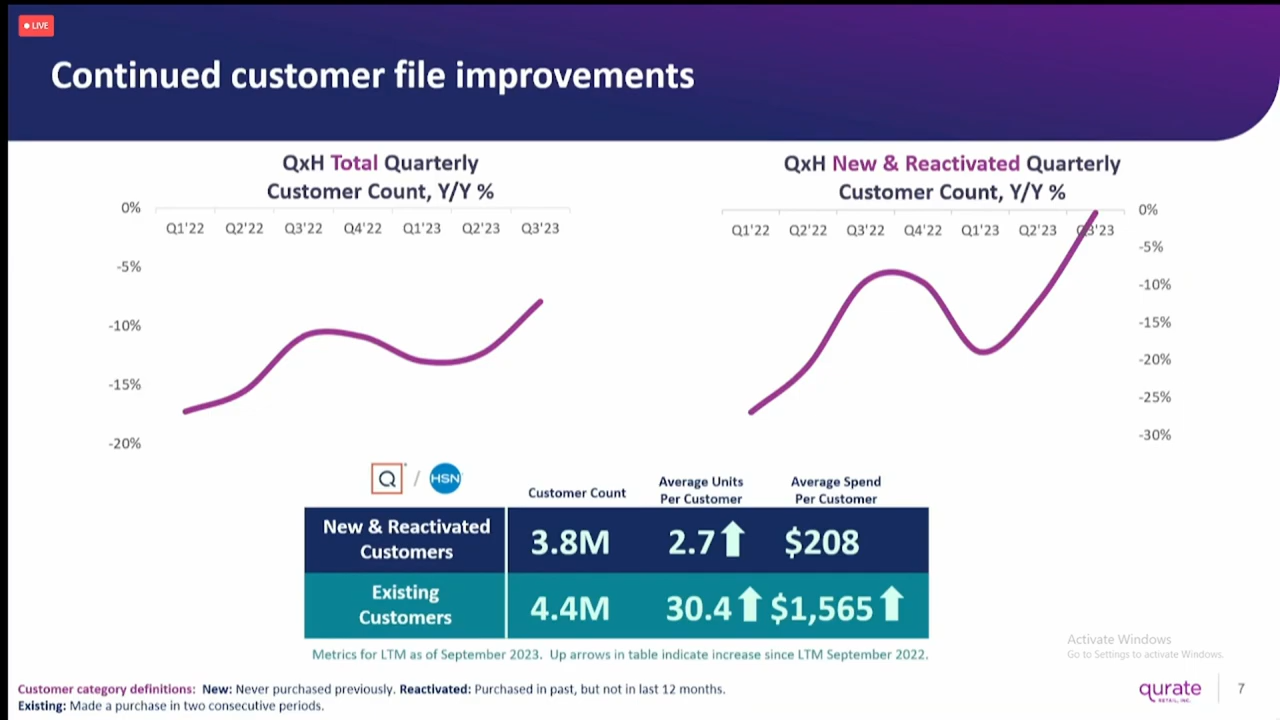 LIVE
Continued customer file improvements
QxH Total Quarterly
Customer Count, Y/Y %
0%
Q1'22 Q2'22 Q3'22 Q4'22 Q1'23 Q2'23 Q3'23
-5%
-10%
-15%
-20%
QxH New & Reactivated Quarterly
Customer Count, Y/Y %
0%
Q1'22 Q2'22 Q3'22 Q4'22 Q1'23 Q2'23 Q3'23
-5%
-10%
-15%
-20%
-25%
-30%
Q / HSN
Customer Count
Average Units
Per Customer
Average Spend
Per Customer
New & Reactivated
Customers
3.8M 2.7 $208
Existing
Customers
4.4M 30.4 $1,565
Metrics for LTM as of September 2023. Up arrows in table indicate increase since LTM September 2022.
Activate Windows
Go to Settings to activate Windows.
Customer category definitions: New: Never purchased previously. Reactivated: Purchased in past, but not in last 12 months.
Existing: Made a purchase in two consecutive periods.
qurate
RETAIL, INC.
7